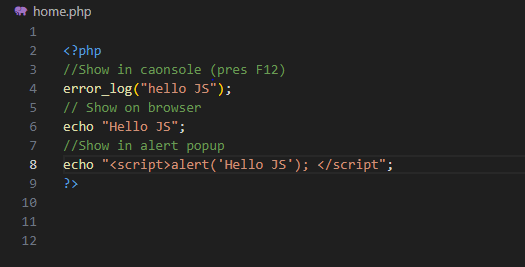 home.php
1
2 <?php
3 //Show in caonsole (pres F12)
4 error_log("hello JS");
5 // Show on browser
6 echo "Hello JS";
7 //Show in alert popup
8 echo "<script>alert('Hello JS'); </script";
9 ?>
10
11
12